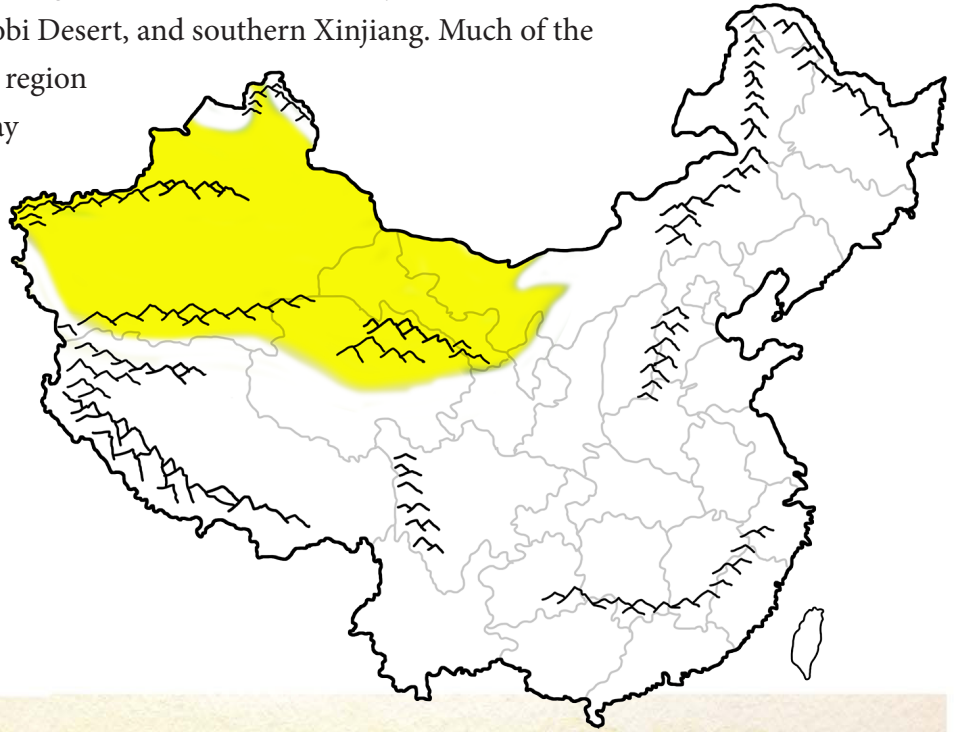 obi Desert, and southern Xinjiang. Much of the
region
ay